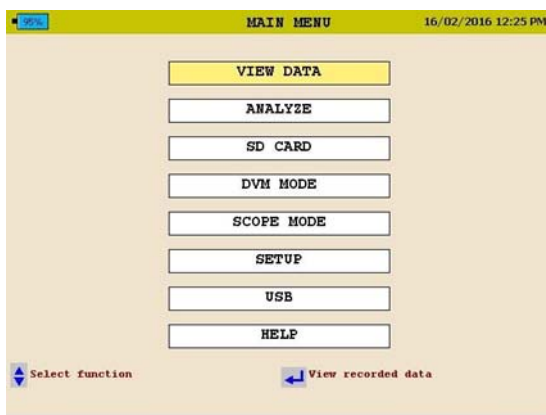 95% MAIN MENU 16/02/2016 12:25 PM
VIEW DATA
ANALYZE
SD CARD
DVM MODE
SCOPE MODE
SETUP
USB
HELP
Select function View recorded data